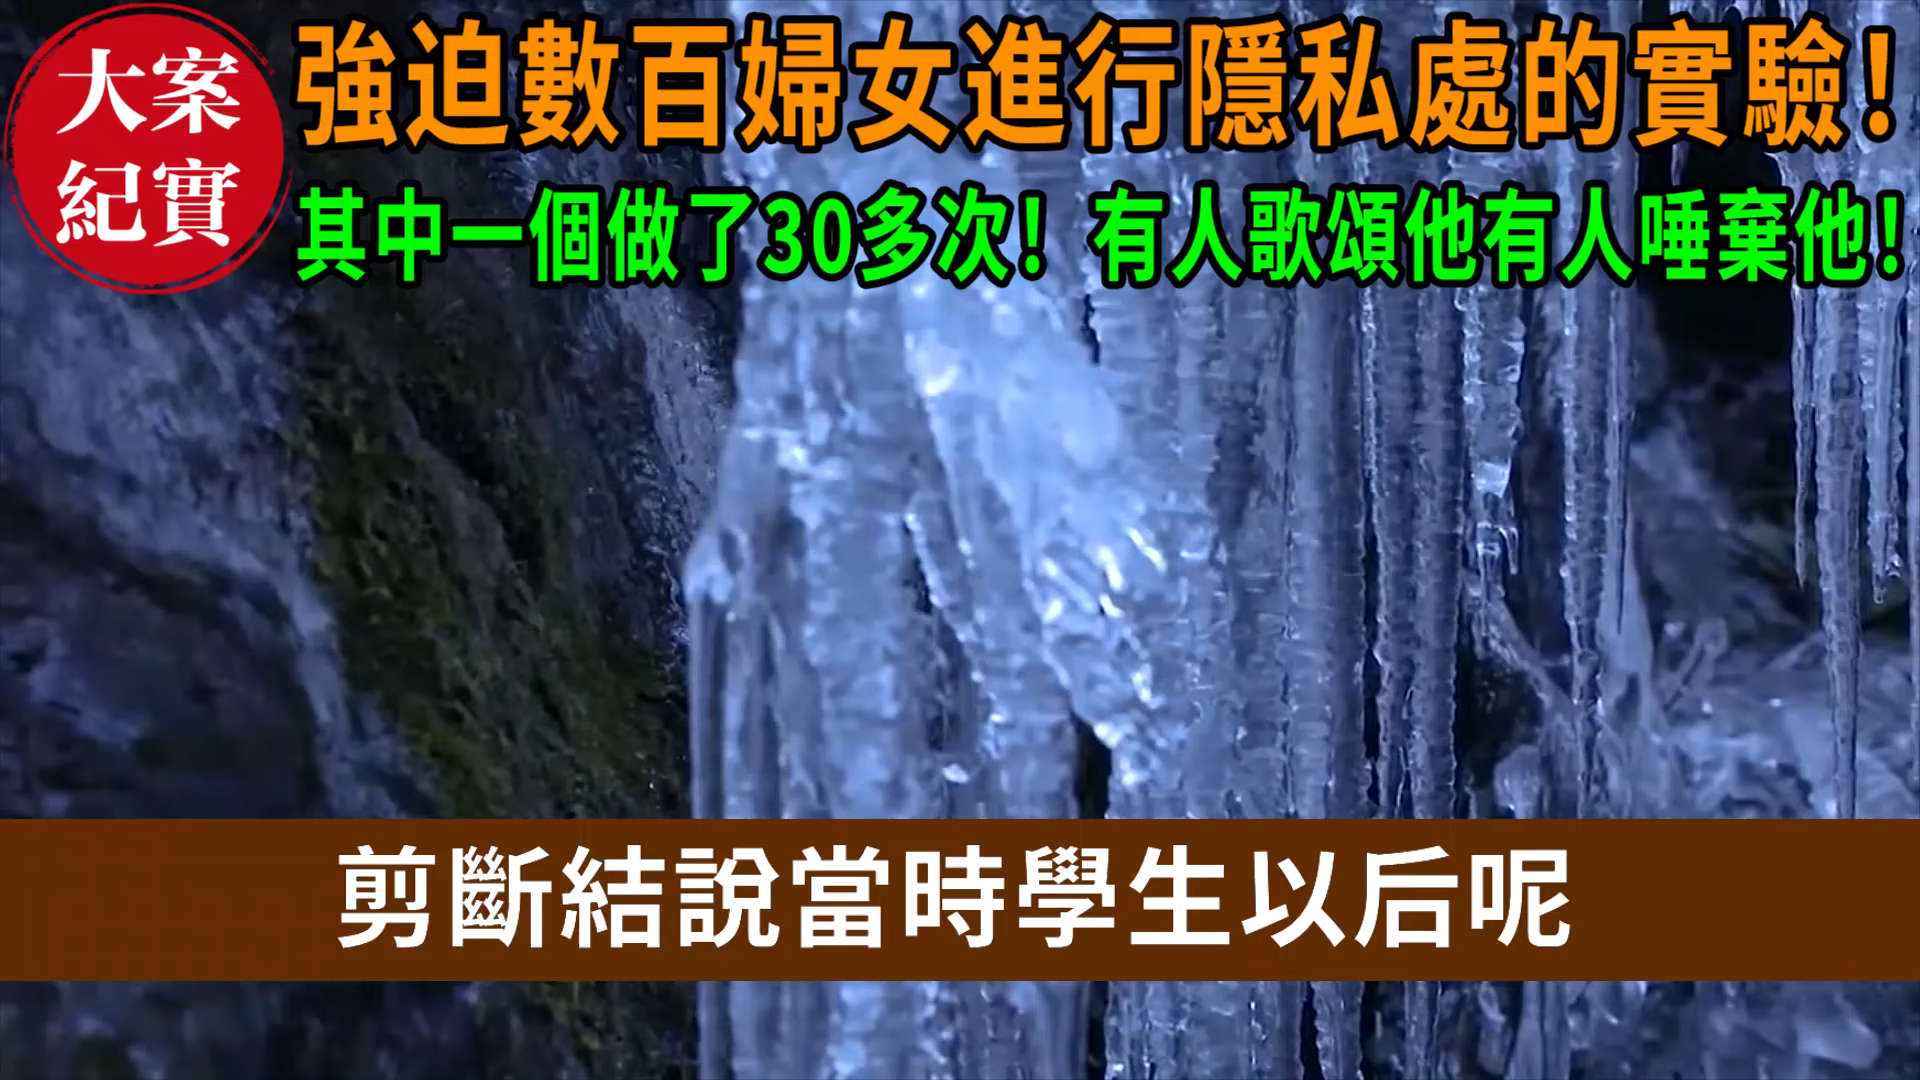 大案
紀實
強迫數百婦女進行隱私處的實驗！
其中一個做了30多次！有人歌頌他有人唾棄他！
剪斷結說當時學生以后呢